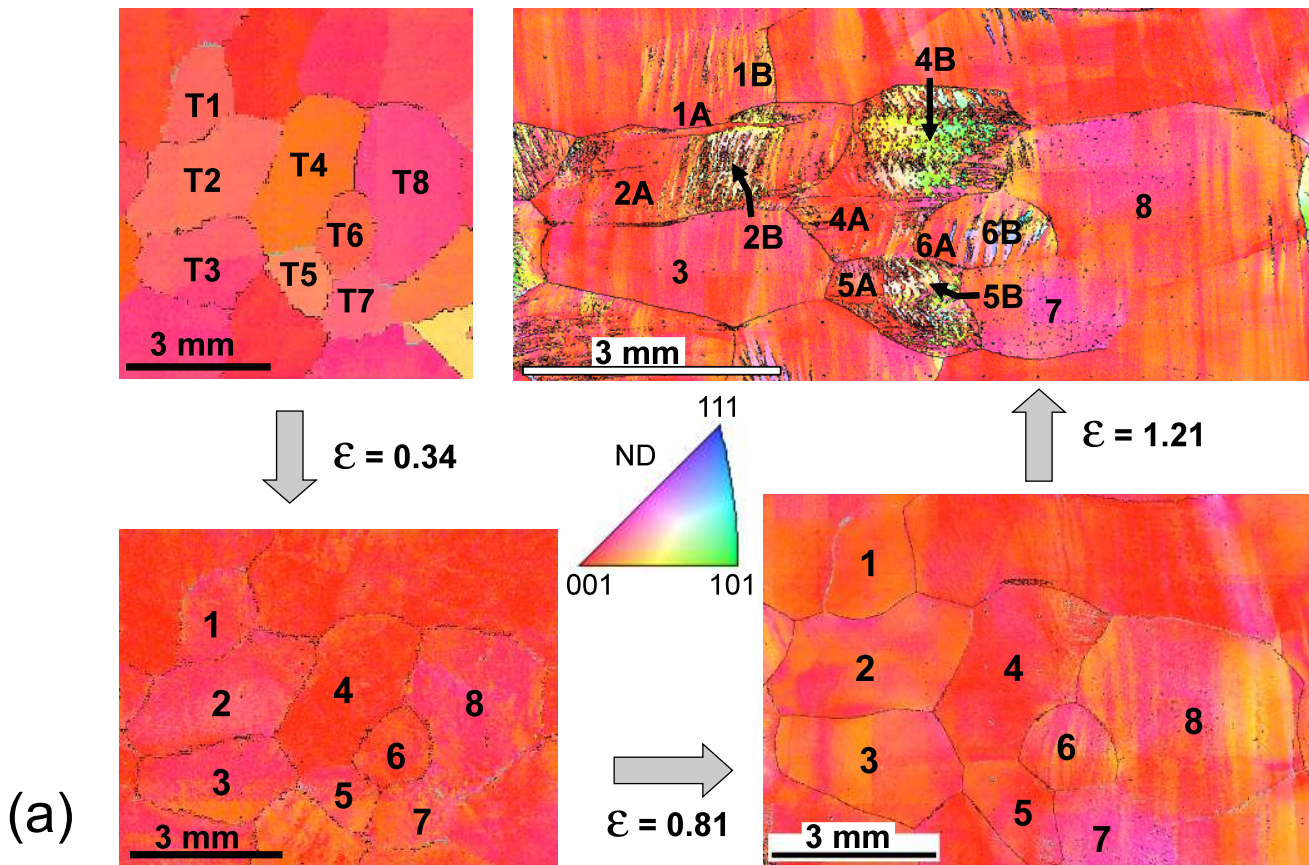 T1
T2
T3
T4
T5
T6
T7
T8
3 mm
1B
4B
1A
2A
2B
4A
6A
6B
8
3
5A
5B
7
3 mm
ε = 0.34
111
ND
001
101
ε = 1.21
1
2
3
4
5
6
7
8
3 mm
ε = 0.81
1
2
3
4
5
6
7
8
3 mm
(a)